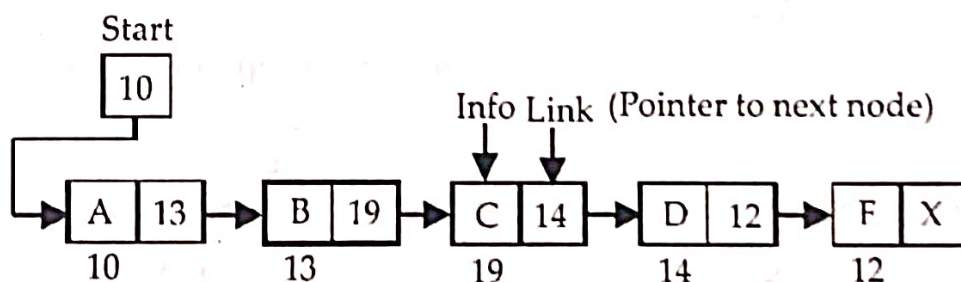 Start
10
Info Link (Pointer to next node)
A 13 B 19 C 14 D 12 F X
10 13 19 14 12